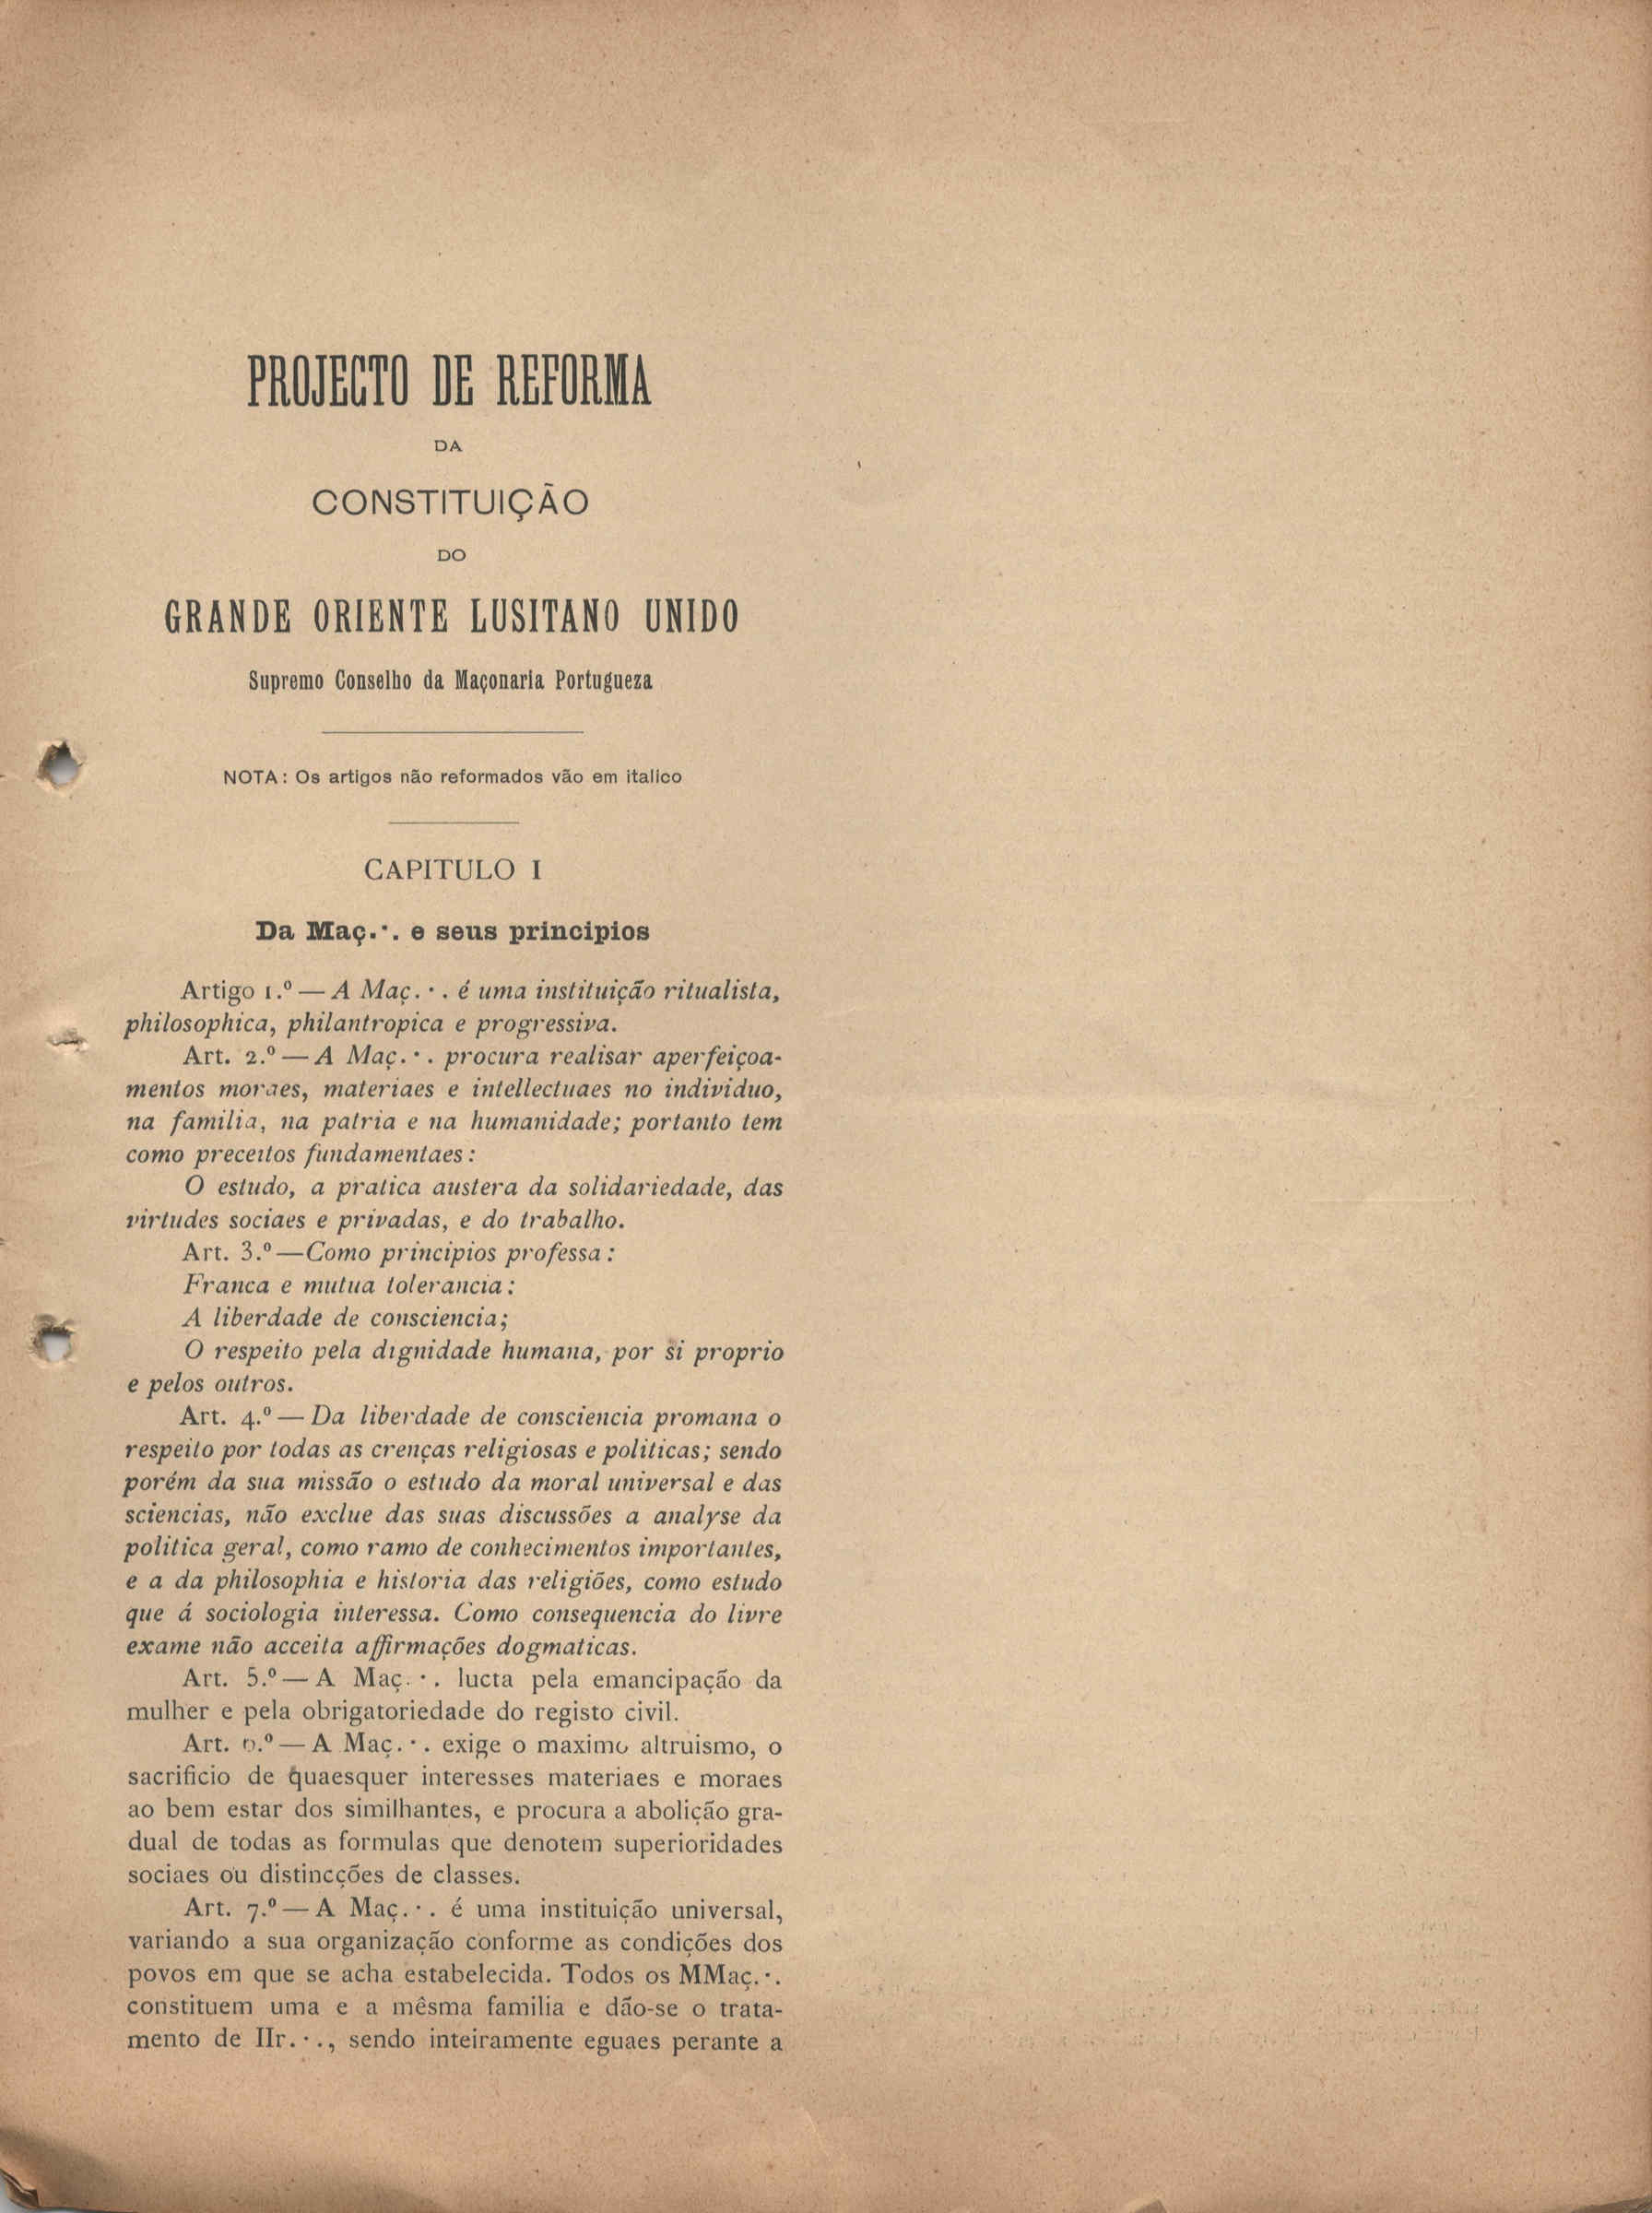 PROJECTO DE REFORMA
DA
CONSTITUIÇÃO
DO
GRANDE ORIENTE LUSITANO UNIDO
Supremo Conselho da Maçonaria Portugueza
NOTA: Os artigos não reformados vão em italico
CAPITULO I
Da Maç.·. e seus principios
Artigo 1.º — A Maç.·. é uma instituição ritualista,
philosophica, philantropica e progressiva.
Art. 2.º — A Maç.·. procura realisar aperfeiçoa-
mentos moraes, materiaes e intellectuaes no individuo,
na familia, na patria e na humanidade; portanto tem
como preceitos fundamentaes:
O estudo, a pratica austera da solidariedade, das
virtudes sociaes e privadas, e do trabalho.
Art. 3.º — Como principios professa:
Franca e mutua tolerancia:
A liberdade de consciencia;
O respeito pela dignidade humana, por si proprio
e pelos outros.
Art. 4.º — Da liberdade de consciencia promana o
respeito por todas as crenças religiosas e politicas; sendo
porém da sua missão o estudo da moral universal e das
sciencias, não exclue das suas discussões a analyse da
politica geral, como ramo de conhecimentos importantes,
e a da philosophia e historia das religiões, como estudo
que á sociologia interessa. Como consequencia do livre
exame não acceita affirmações dogmaticas.
Art. 5.º — A Maç.·. lucta pela emancipação da
mulher e pela obrigatoriedade do registo civil.
Art. 6.º — A Maç.·. exige o maximo altruismo, o
sacrificio de quaesquer interesses materiaes e moraes
ao bem estar dos similhantes, e procura a abolição gra-
dual de todas as formulas que denotem superioridades
sociaes ou distincções de classes.
Art. 7.º — A Maç.·. é uma instituição universal,
variando a sua organização conforme as condições dos
povos em que se acha estabelecida. Todos os MMaç.·.
constituem uma e a mêsma familia e dão-se o trata-
mento de IIr.·., sendo inteiramente eguaes perante a